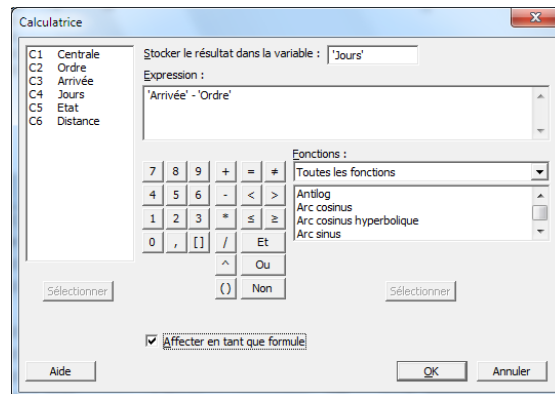 Calculatrice
C1 Centrale
C2 Ordre
C3 Arrivée
C4 Jours
C5 Etat
C6 Distance
Stocker le résultat dans la variable : 'Jours'
Expression :
'Arrivée' - 'Ordre'
Fonctions :
Toutes les fonctions
Antilog
Arc cosinus
Arc cosinus hyperbolique
Arc sinus
7 8 9 + = ≠
4 5 6 - < >
1 2 3 * ≤ ≥
0 , [] / Et
^ Ou
() Non
Sélectionner
Sélectionner
Affecter en tant que formule
Aide
OK
Annuler